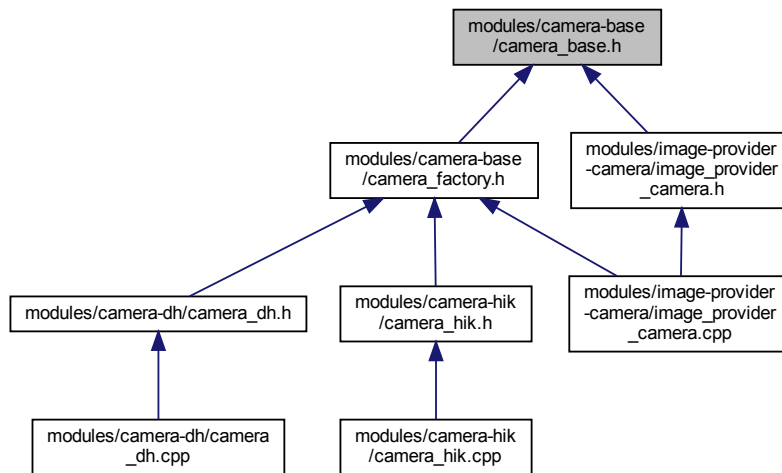 modules/camera-base
/camera_base.h
modules/camera-base
/camera_factory.h
modules/image-provider
-camera/image_provider
_camera.h
modules/camera-dh/camera_dh.h
modules/camera-hik
/camera_hik.h
modules/image-provider
-camera/image_provider
_camera.cpp
modules/camera-dh/camera
_dh.cpp
modules/camera-hik
/camera_hik.cpp